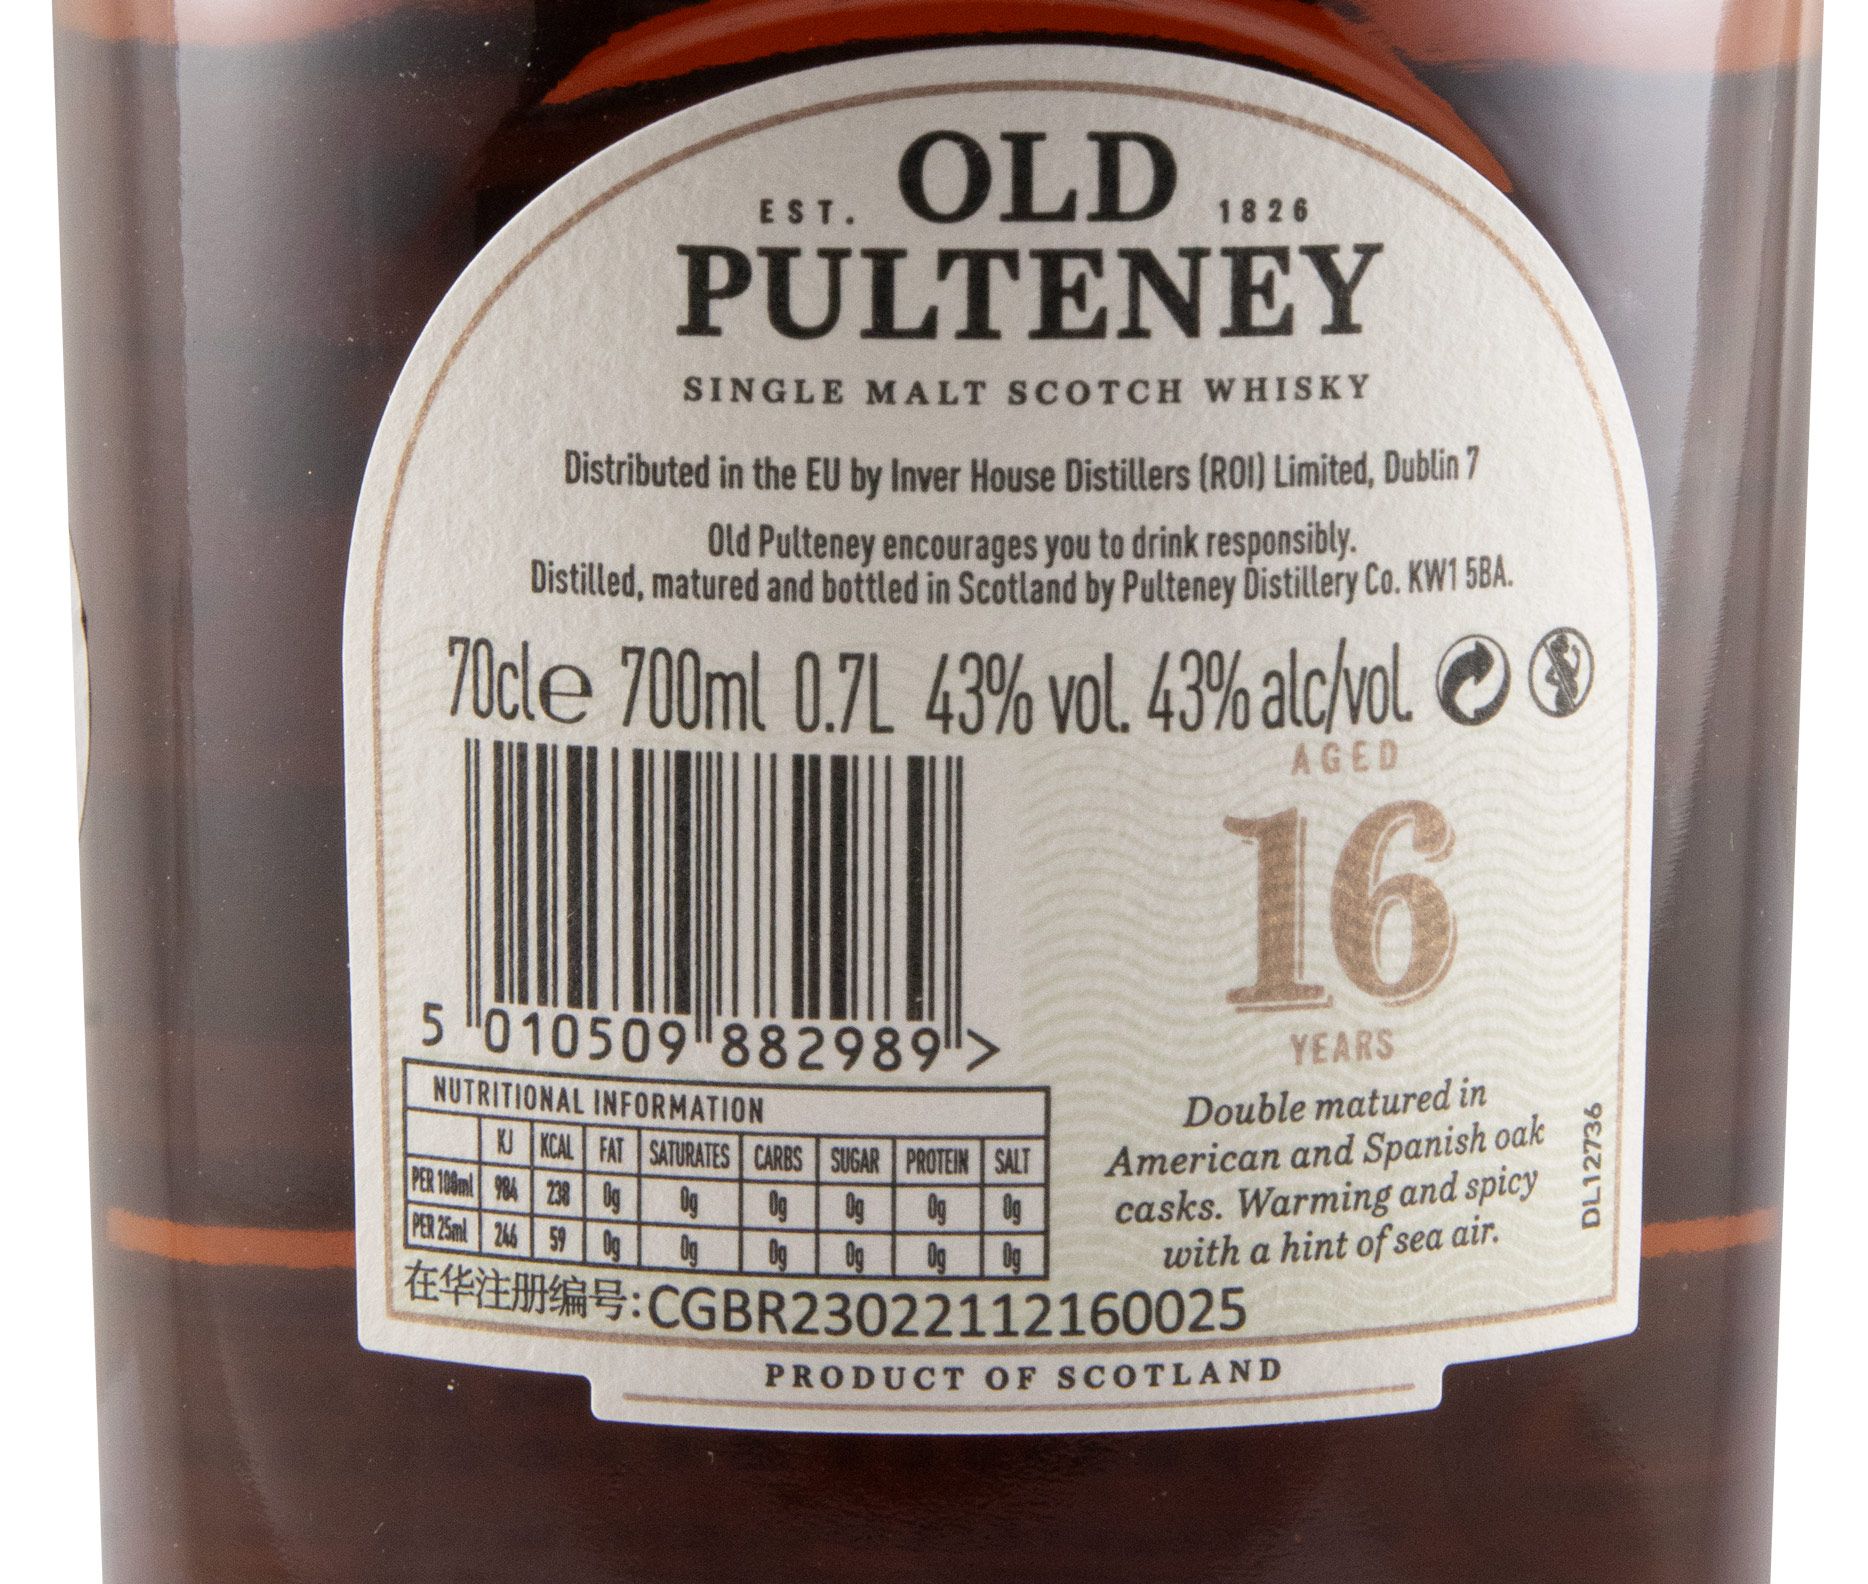 OLD
EST. 1826
PULTENEY
SINGLE MALT SCOTCH WHISKY
Distributed in the EU by Inver House Distillers (ROI) Limited, Dublin 7
Old Pulteney encourages you to drink responsibly.
Distilled, matured and bottled in Scotland by Pulteney Distillery Co. KW1 5BA.
70cl e 700ml 0.7L 43% vol. 43% alc/vol.
AGED
16
YEARS
Double matured in
American and Spanish oak
casks. Warming and spicy
with a hint of sea air.
DL12736
5 010509 882989 >
NUTRITIONAL INFORMATION
KJ KCAL FAT SATURATES CARBS SUGAR PROTEIN SALT
PER 100ml 984 238 0g 0g 0g 0g 0g 0g
PER 25ml 246 59 0g 0g 0g 0g 0g 0g
在华注册编号:CGBR23022112160025
PRODUCT OF SCOTLAND